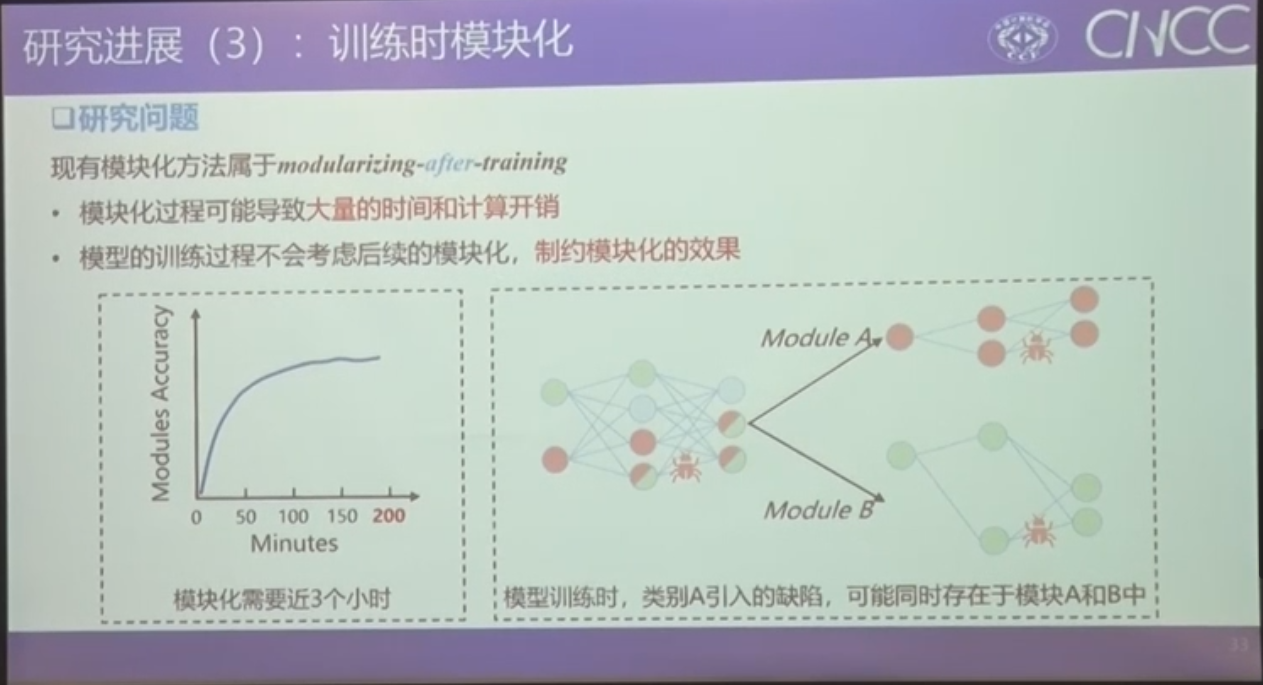 研究进展（3）：训练时模块化
CNCC
❑研究问题
现有模块化方法属于modularizing-after-training
• 模块化过程可能导致大量的时间和计算开销
• 模型的训练过程不会考虑后续的模块化，制约模块化的效果
Modules Accuracy
0 50 100 150 200
Minutes
模块化需要近3个小时
Module A
Module B
模型训练时，类别A引入的缺陷，可能同时存在于模块A和B中
33